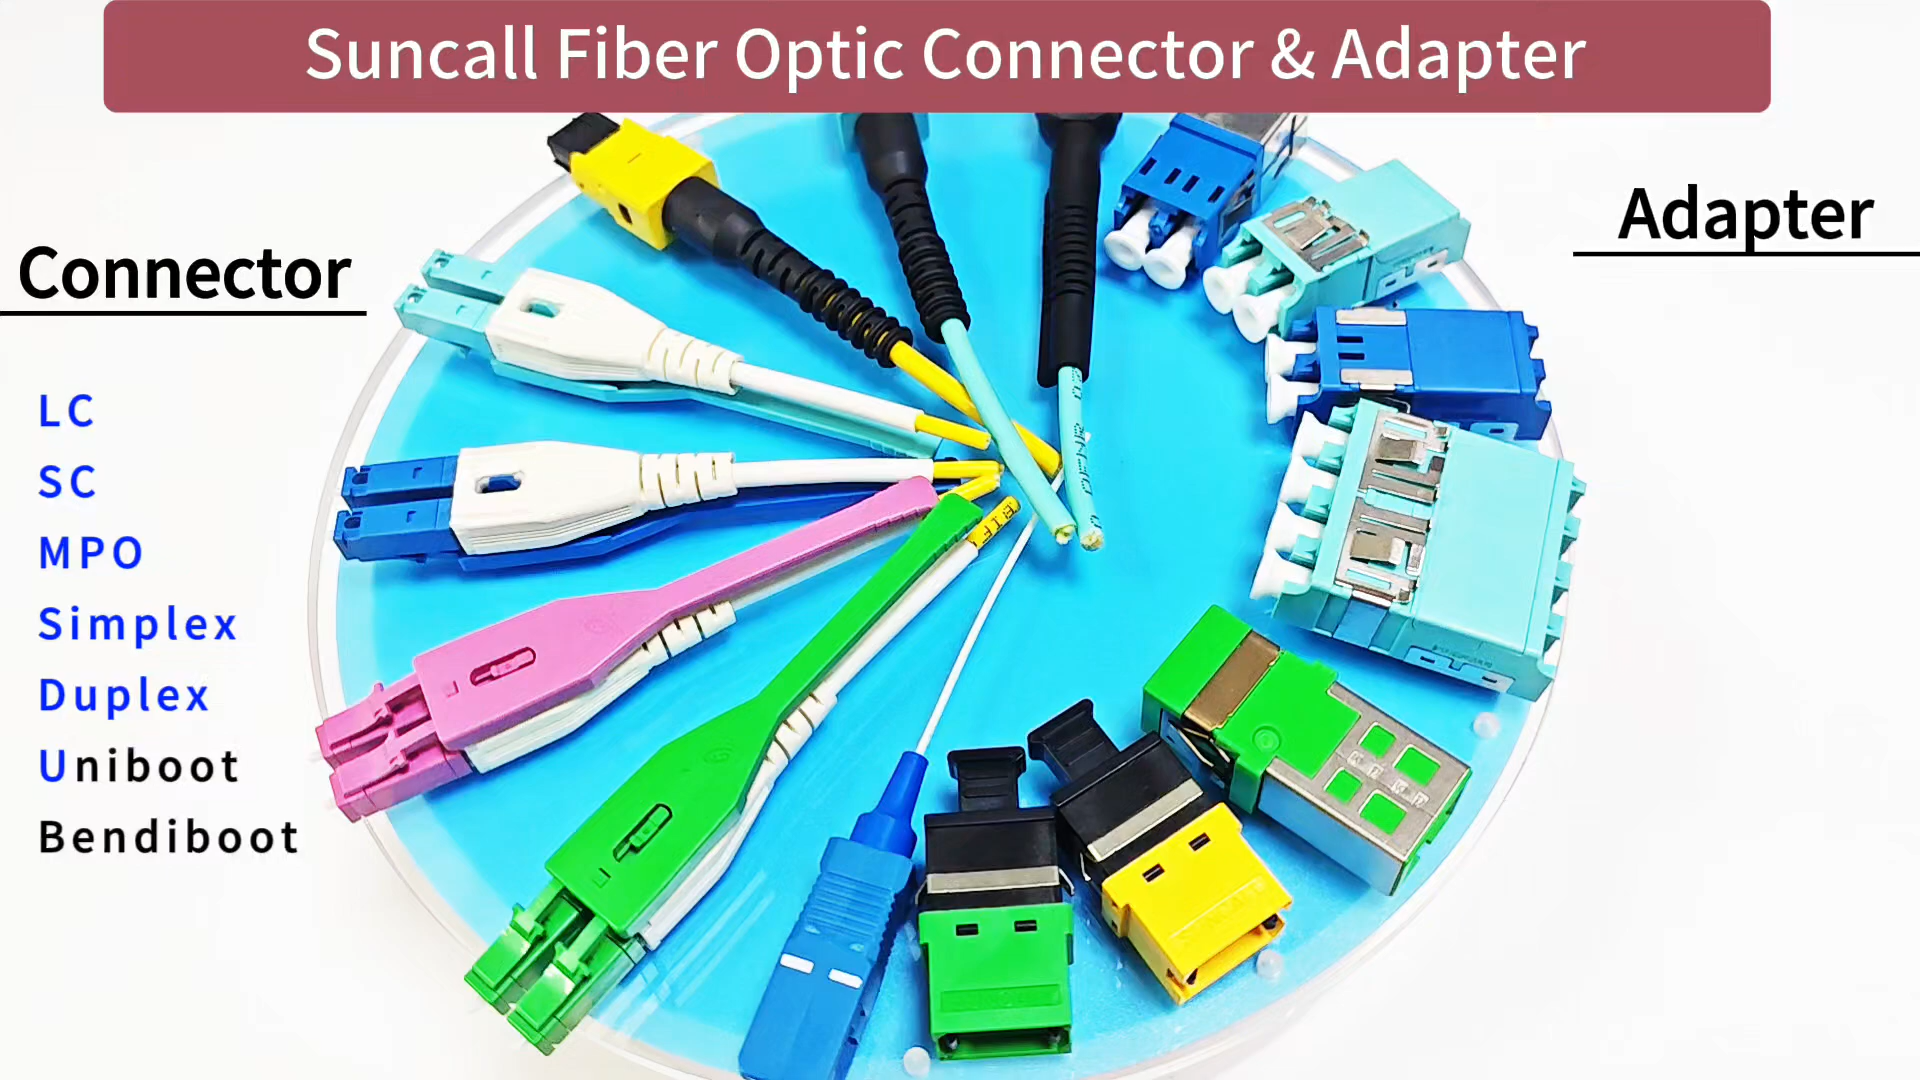 Suncall Fiber Optic Connector & Adapter
Connector
LC
SC
MPO
Simplex
Duplex
Uniboot
Bendiboot
Adapter